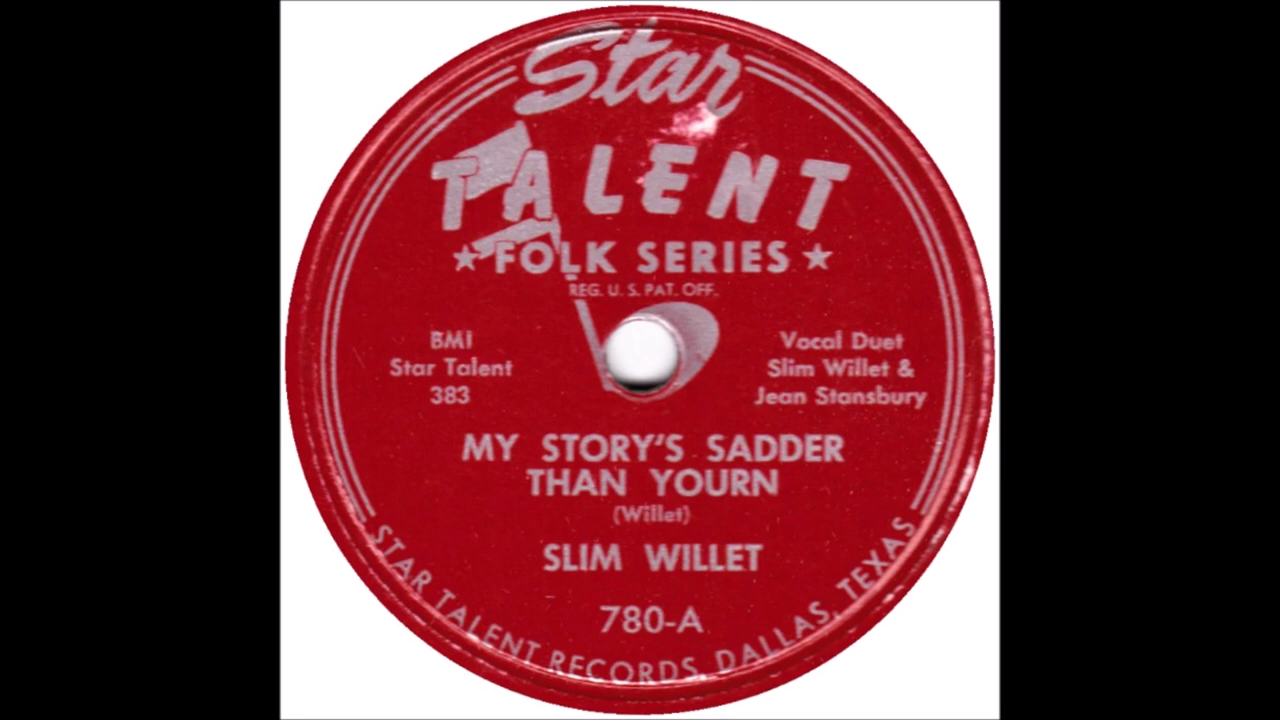 Star
TALENT
★ FOLK SERIES ★
REG. U. S. PAT. OFF.
BMI
Star Talent
383
Vocal Duet
Slim Willet &
Jean Stansbury
MY STORY'S SADDER
THAN YOURN
(Willet)
SLIM WILLET
780-A
STAR TALENT RECORDS, DALLAS, TEXAS